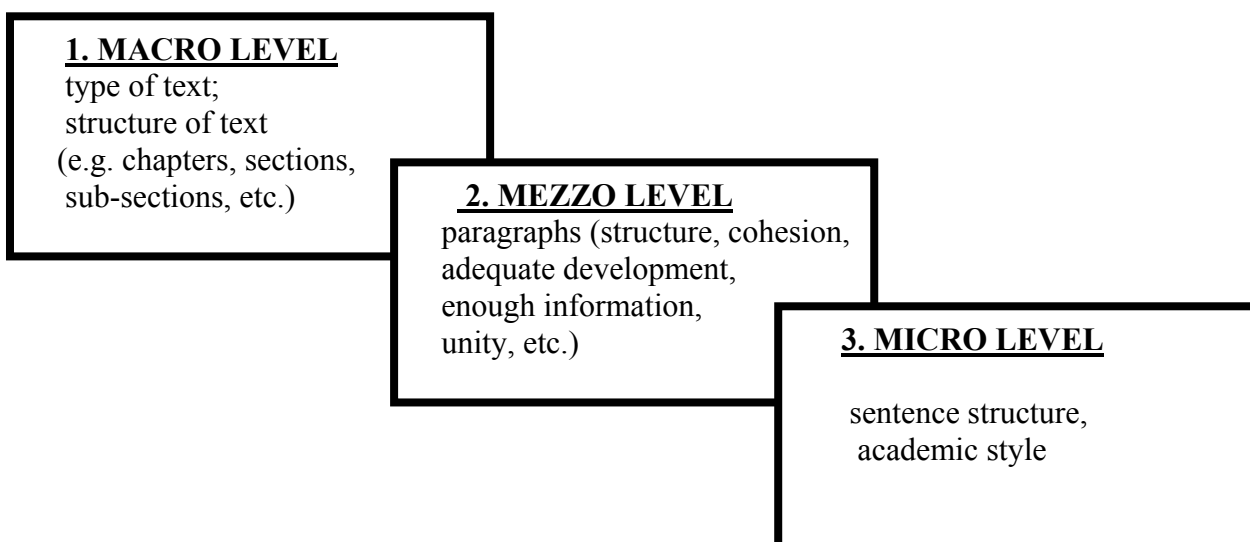 1. MACRO LEVEL
type of text;
structure of text
(e.g. chapters, sections,
sub-sections, etc.)
2. MEZZO LEVEL
paragraphs (structure, cohesion,
adequate development,
enough information,
unity, etc.)
3. MICRO LEVEL
sentence structure,
academic style